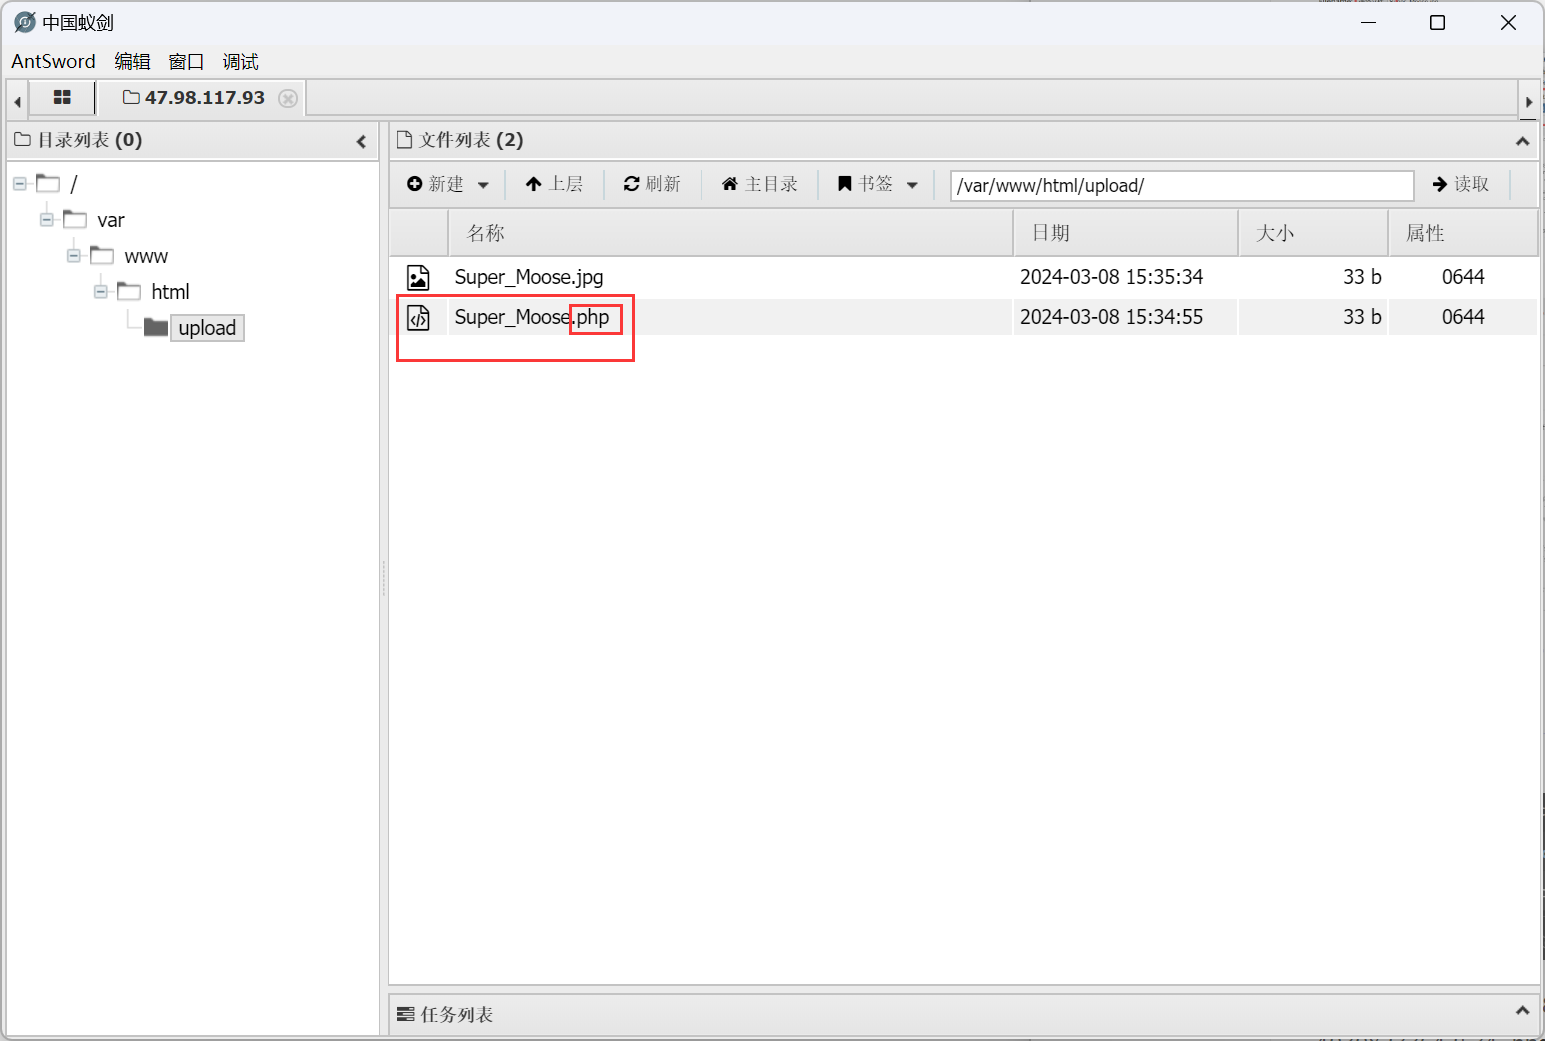 中国蚁剑
AntSword 编辑 窗口 调试
47.98.117.93
目录列表 (0)
/
var
www
html
upload
文件列表 (2)
新建 上层 刷新 主目录 书签 /var/www/html/upload/ 读取
名称 日期 大小 属性
Super_Moose.jpg 2024-03-08 15:35:34 33 b 0644
Super_Moose.php 2024-03-08 15:34:55 33 b 0644
任务列表